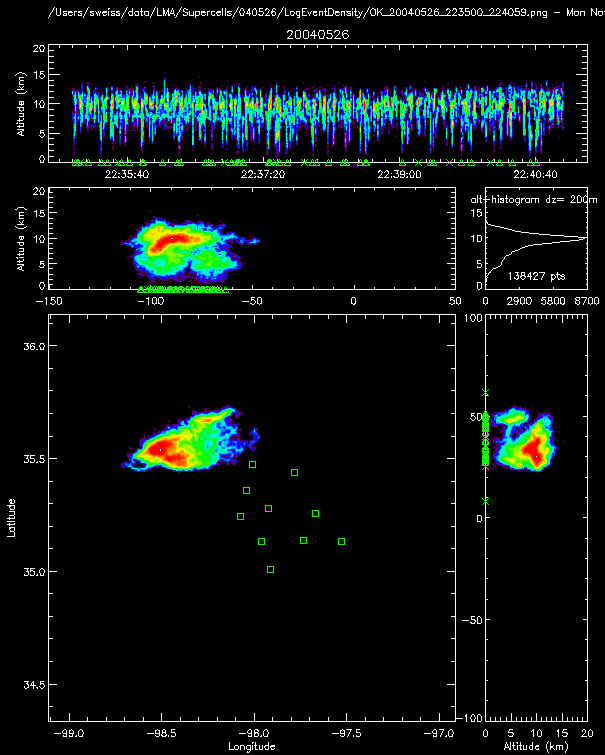 /Users/sweiss/data/LMA/Supercells/040526/LogEventDensity/OK_20040526_223500_224059.png − Mon No
20040526
20
15
10
5
0
Altitude (km)
22:35:40 22:37:20 22:39:00 22:40:40
20
15
10
5
0
Altitude (km)
−150 −100 −50 0 50
alt−histogram dz= 200m
20
15
10
5
0
138427 pts
0 2900 5800 8700
36.0
35.5
35.0
34.5
Latitude
−99.0 −98.5 −98.0 −97.5 −97.0
Longitude
100
50
0
−50
−100
0 5 10 15 20
Altitude (km)